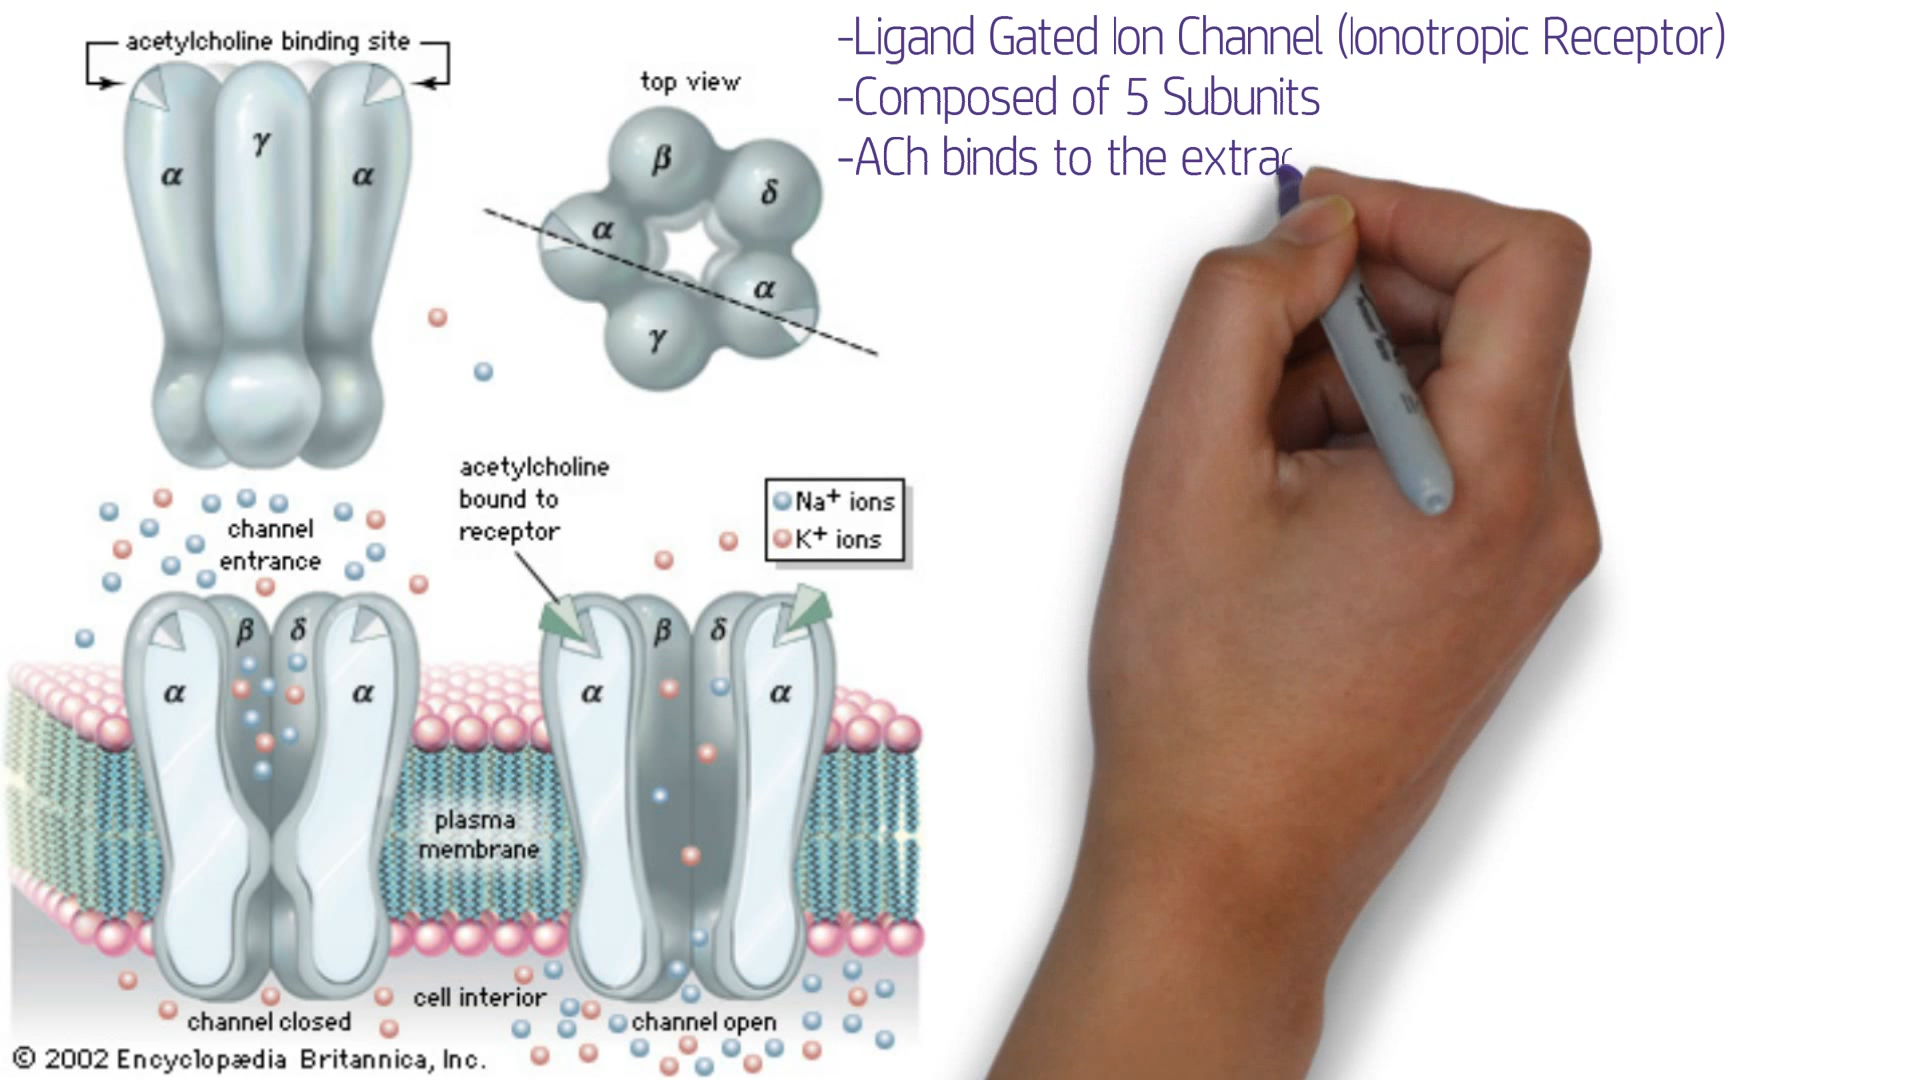 acetylcholine binding site
α
γ
α
top view
β
δ
α
α
γ
-Ligand Gated Ion Channel (Ionotropic Receptor)
-Composed of 5 Subunits
-ACh binds to the extrac
acetylcholine
bound to
receptor
Na+ ions
K+ ions
channel
entrance
β
δ
α
α
β
δ
α
α
plasma
membrane
cell interior
channel closed
channel open
© 2002 Encyclopædia Britannica, Inc.